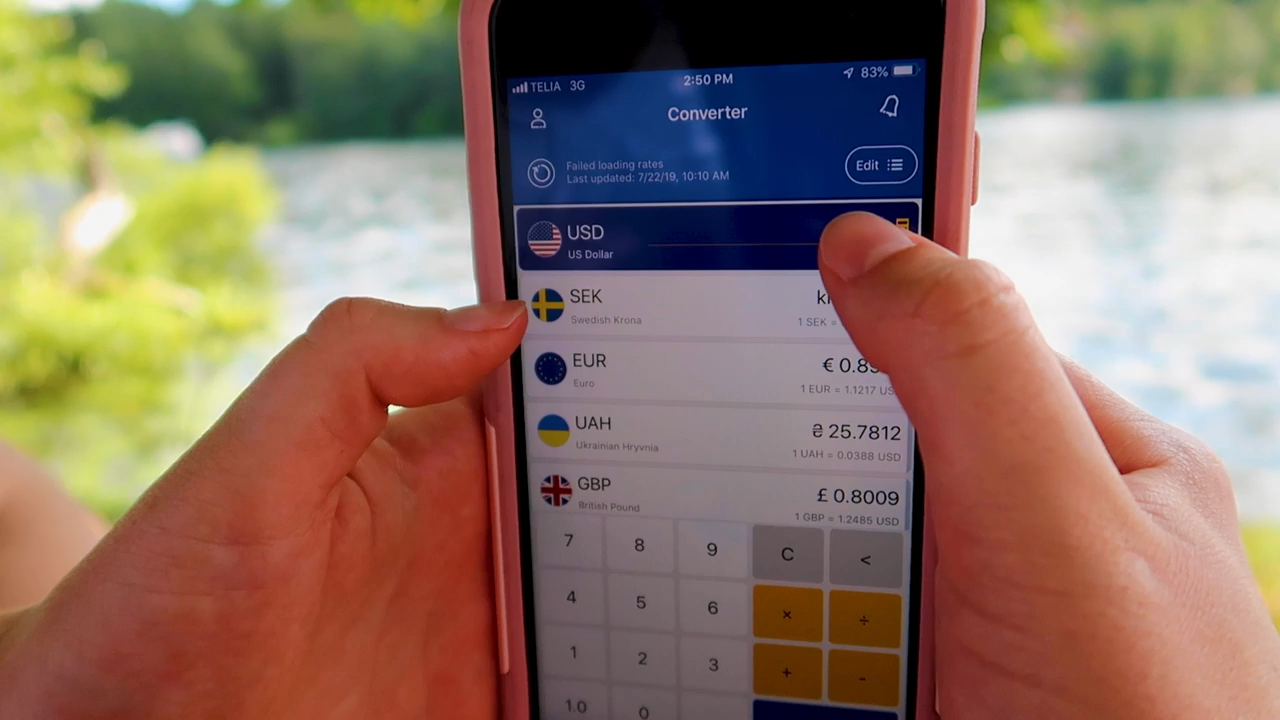 TELIA 3G 2:50 PM 83%
Converter
Failed loading rates
Last updated: 7/22/19, 10:10 AM
Edit
USD
US Dollar
SEK
Swedish Krona
1 SEK =
EUR € 0.8
Euro 1 EUR = 1.1217 US
UAH ₴ 25.7812
Ukrainian Hryvnia 1 UAH = 0.0388 USD
GBP £ 0.8009
British Pound 1 GBP = 1.2485 USD
7 8 9 C <
4 5 6 × ÷
1 2 3 + -
0